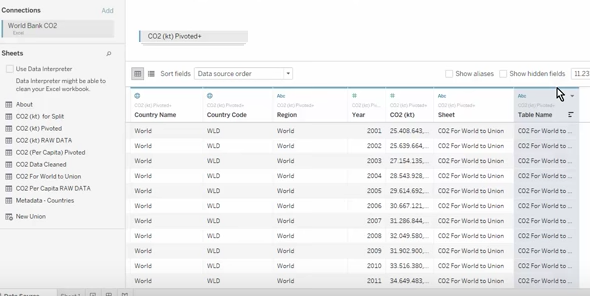 Connections
Add
World Bank CO2
Excel
Sheets
Use Data Interpreter
Data Interpreter might be able to
clean your Excel workbook.
About
CO2 (kt) for Split
CO2 (kt) Pivoted
CO2 (kt) RAW DATA
CO2 (Per Capita) Pivoted
CO2 Data Cleaned
CO2 For World to Union
CO2 Per Capita RAW DATA
Metadata - Countries
New Union
CO2 (kt) Pivoted+
Sort fields
Data source order
Show aliases
Show hidden fields
11,23
Abc
Abc
Abc
CO2 (kt) Pivoted+
CO2 (kt) Pivoted+
CO2 (kt) Pivoted+
CO2 (kt) Pi...
CO2 (kt) Pivoted+
CO2 (kt) Pivoted+
CO2 (kt) Pivoted+
Country Name
Country Code
Region
Year
CO2 (kt)
Sheet
Table Name
World WLD World 2001 25,408,643,... CO2 For World to Union CO2 For World to ...
World WLD World 2002 25,639,664,... CO2 For World to Union CO2 For World to ...
World WLD World 2003 27,154,135,... CO2 For World to Union CO2 For World to ...
World WLD World 2004 28,543,928,... CO2 For World to Union CO2 For World to ...
World WLD World 2005 29,614,692,... CO2 For World to Union CO2 For World to ...
World WLD World 2006 30,667,121,... CO2 For World to Union CO2 For World to ...
World WLD World 2007 31,286,844,... CO2 For World to Union CO2 For World to ...
World WLD World 2008 32,049,580,... CO2 For World to Union CO2 For World to ...
World WLD World 2009 31,902,900,... CO2 For World to Union CO2 For World to ...
World WLD World 2010 33,516,380,... CO2 For World to Union CO2 For World to ...
World WLD World 2011 34,649,483,... CO2 For World to Union CO2 For World to ...